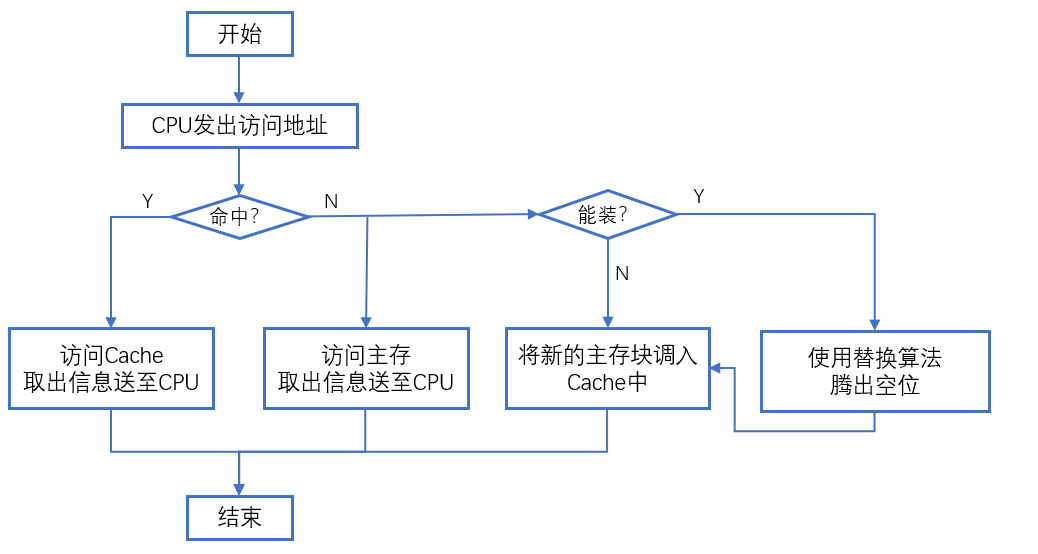 开始
CPU发出访问地址
Y
命中?
N
能装?
Y
N
访问Cache
取出信息送至CPU
访问主存
取出信息送至CPU
将新的主存块调入
Cache中
使用替换算法
腾出空位
结束